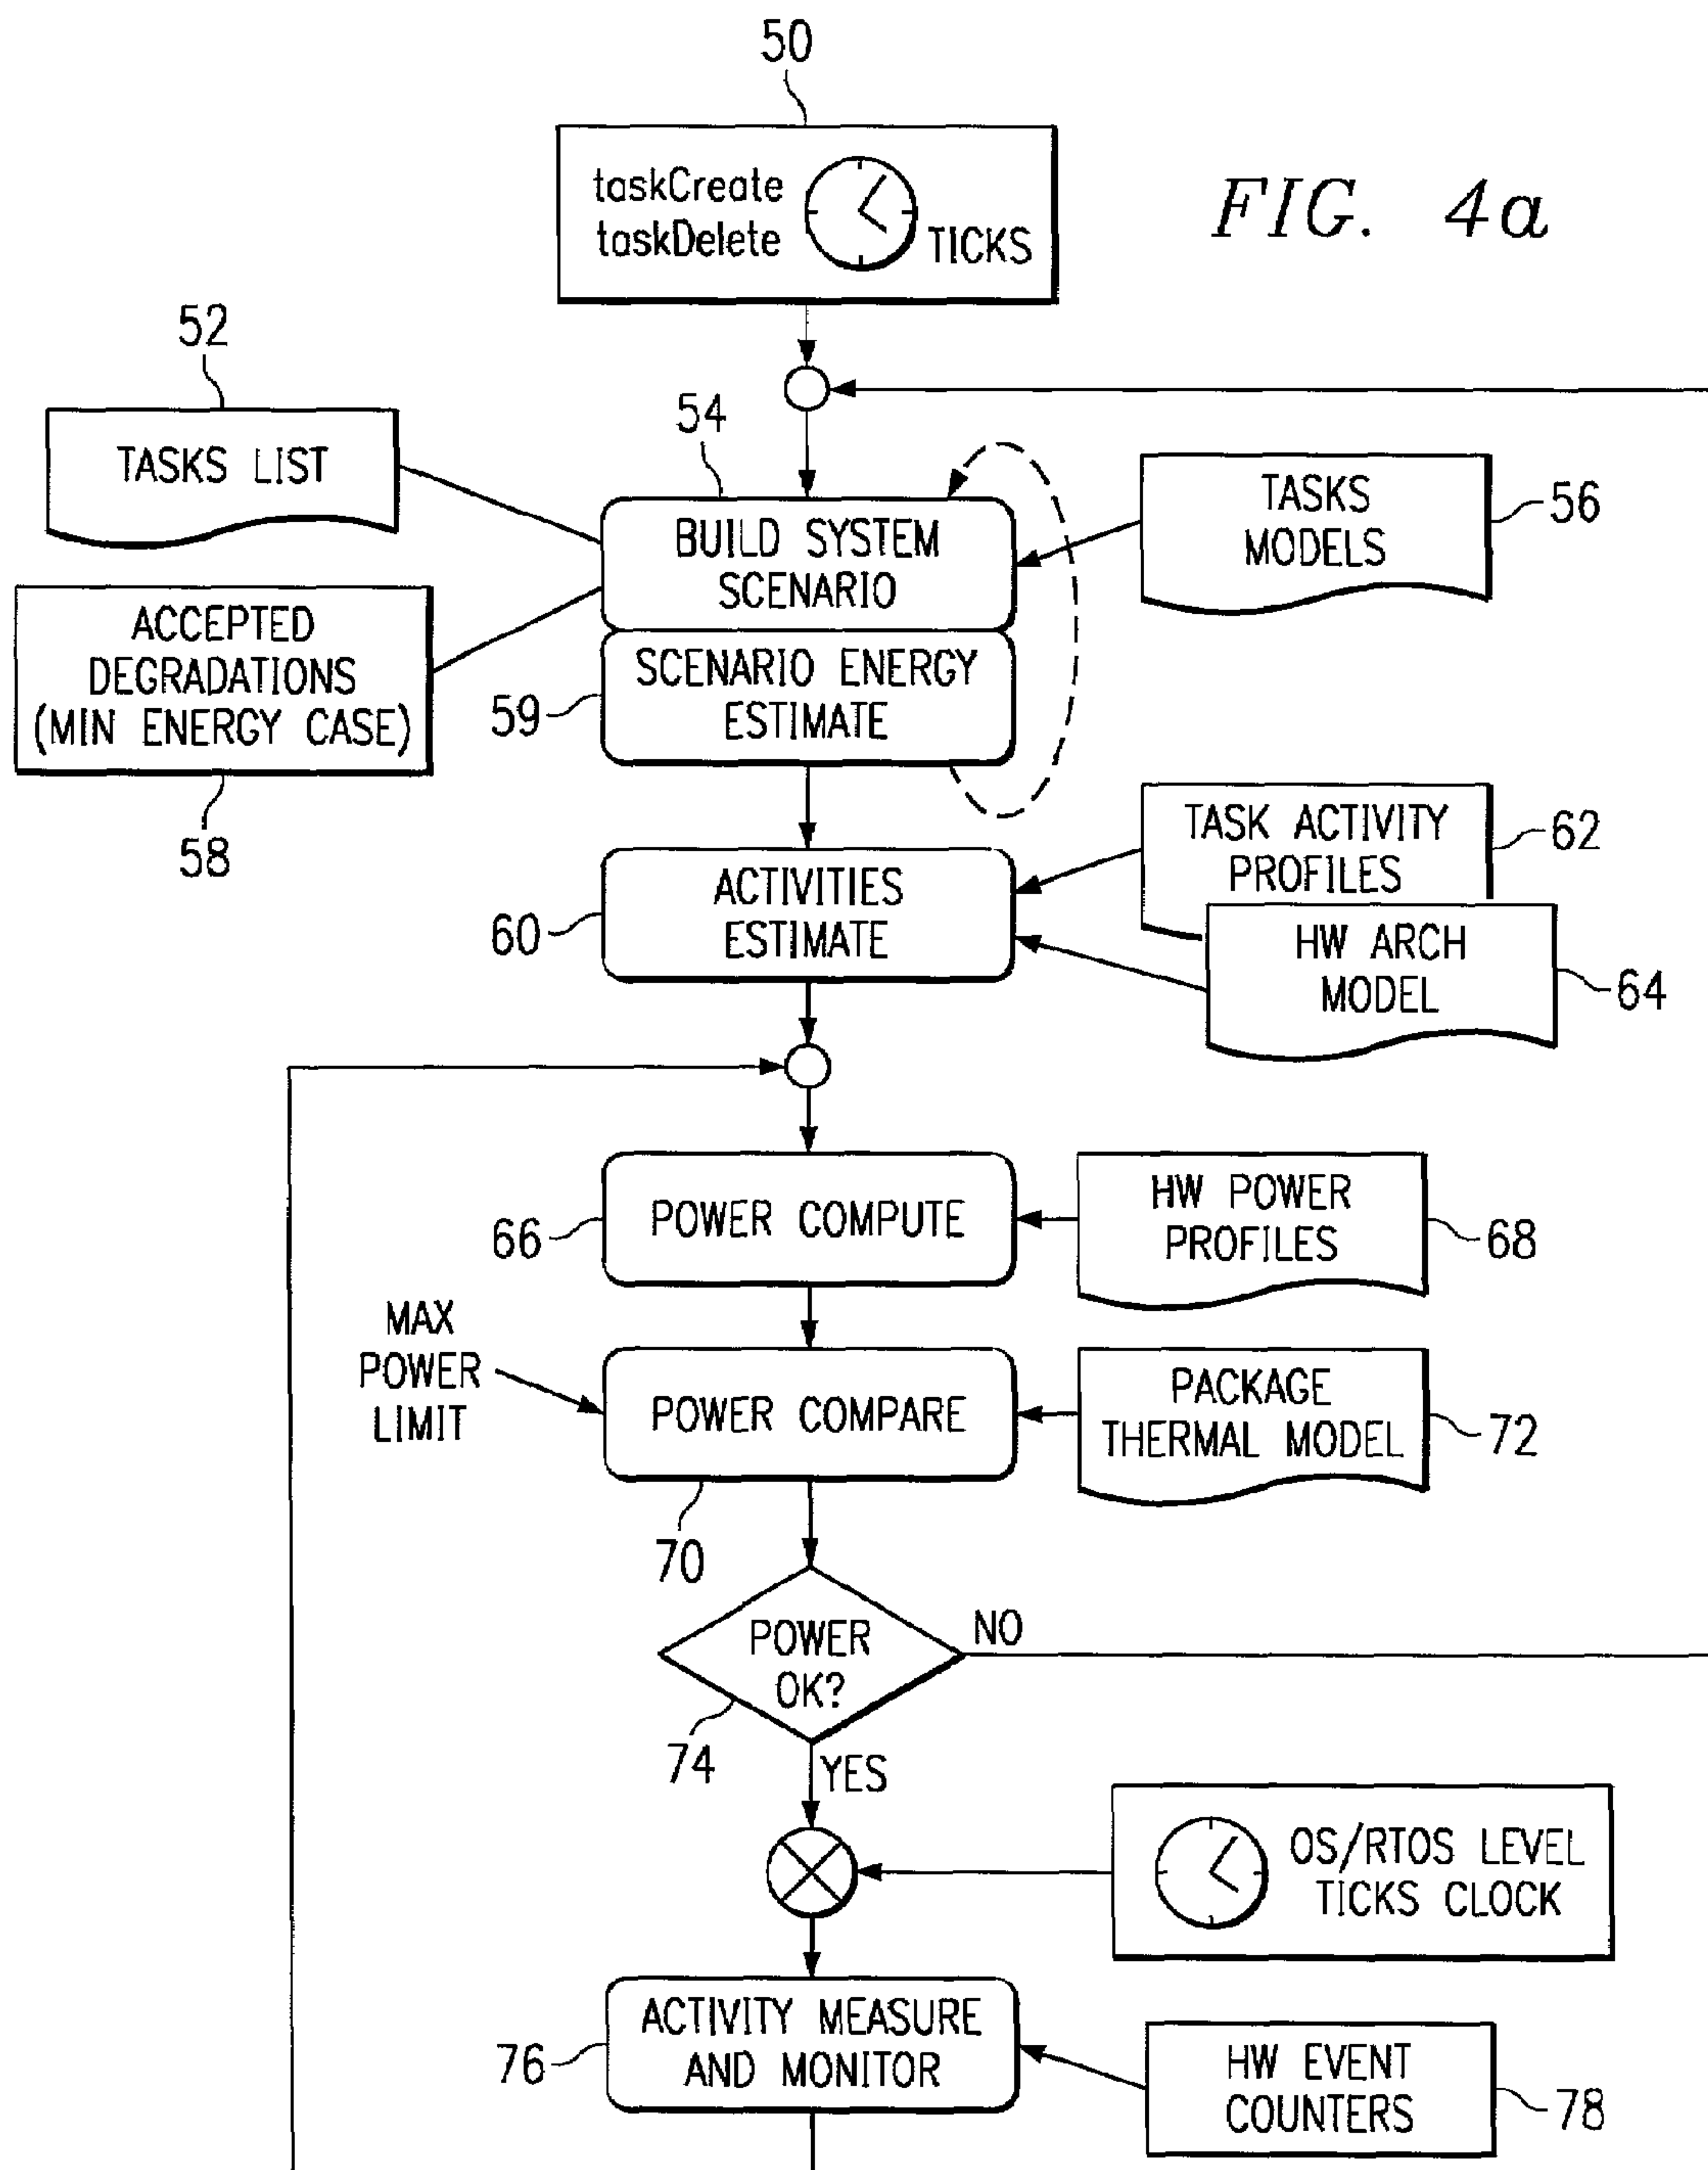 50
taskCreate
taskDelete
TICKS
FIG. 4a
52
TASKS LIST
54
BUILD SYSTEM
SCENARIO
TASKS
MODELS
56
ACCEPTED
DEGRADATIONS
(MIN ENERGY CASE)
58
SCENARIO ENERGY
ESTIMATE
59
ACTIVITIES
ESTIMATE
60
TASK ACTIVITY
PROFILES
62
HW ARCH
MODEL
64
POWER COMPUTE
66
HW POWER
PROFILES
68
MAX
POWER
LIMIT
POWER COMPARE
70
PACKAGE
THERMAL MODEL
72
POWER
OK?
NO
74
YES
OS/RTOS LEVEL
TICKS CLOCK
ACTIVITY MEASURE
AND MONITOR
76
HW EVENT
COUNTERS
78